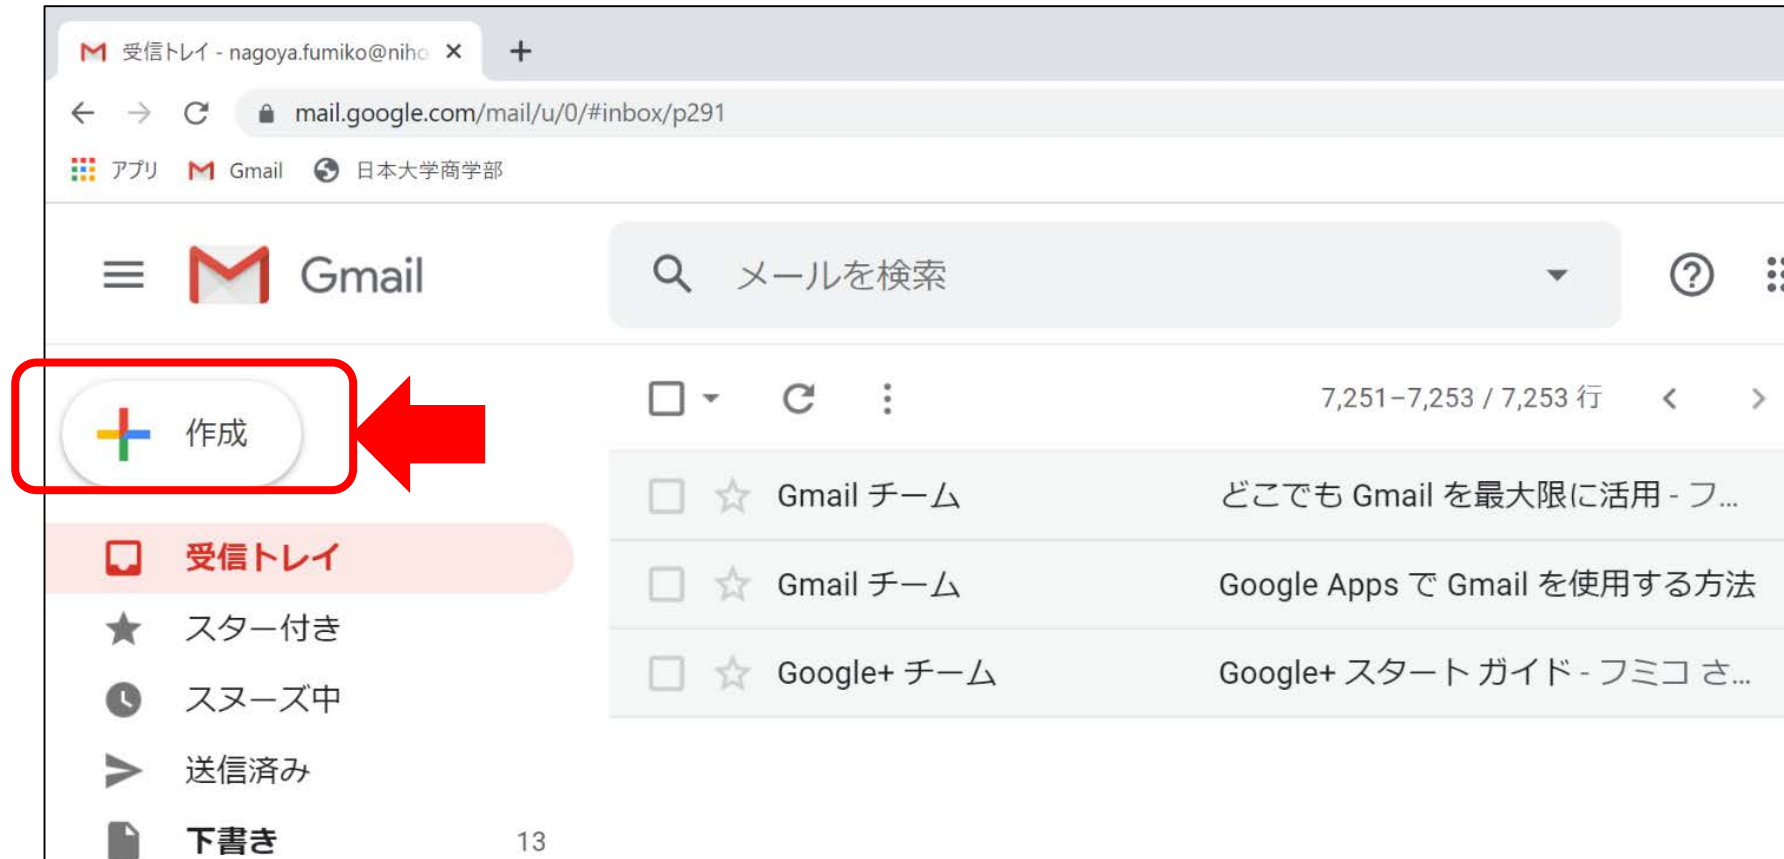 受信トレイ - nagoya.fumiko@niho
mail.google.com/mail/u/0/#inbox/p291
アプリ Gmail 日本大学商学部
Gmail メールを検索
作成
7,251–7,253 / 7,253 行
Gmail チーム どこでも Gmail を最大限に活用 - フ...
受信トレイ
Gmail チーム Google Apps で Gmail を使用する方法
スター付き
Google+ チーム Google+ スタート ガイド - フミコ さ...
スヌーズ中
送信済み
下書き 13